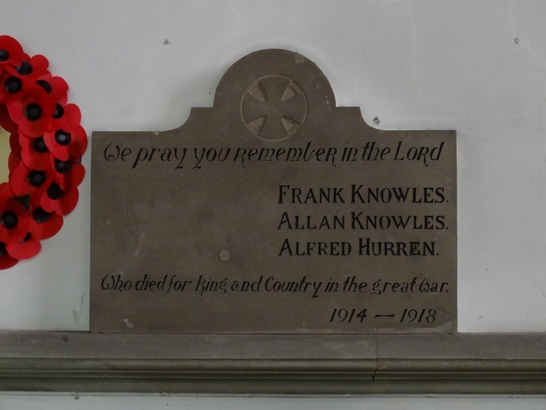 We pray you remember in the Lord
FRANK KNOWLES.
ALLAN KNOWLES.
ALFRED HURREN.
Who died for King and Country in the great War.
1914 — 1918